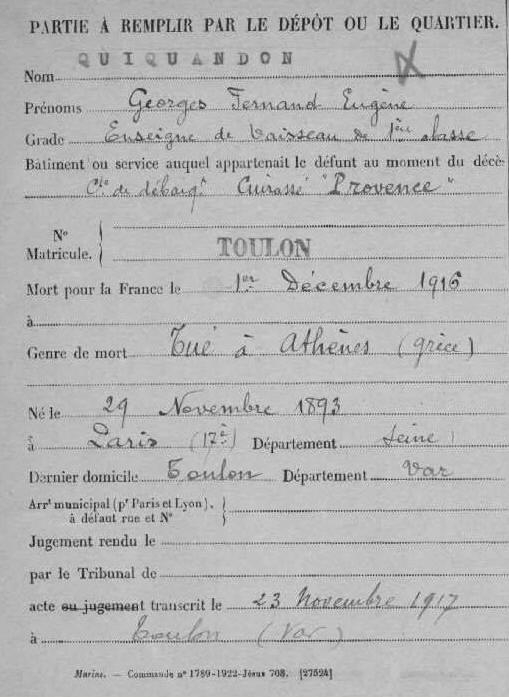 PARTIE À REMPLIR PAR LE DÉPÔT OU LE QUARTIER.
QUIQUANDON
Nom
Prénoms Georges Fernand Eugène
Grade Enseigne de Vaisseau de 1ère classe
Bâtiment ou service auquel appartenait le défunt au moment du décès
Cie de débarqt Cuirassé "Provence"
No
Matricule. TOULON
Mort pour la France le 1er Décembre 1916
à
Genre de mort Tué à Athènes (Grèce)
Né le 29 Novembre 1893
à Paris (17e) Département Seine
Dernier domicile Toulon Département Var
Arrt municipal (pr Paris et Lyon),
à défaut rue et No
Jugement rendu le
par le Tribunal de
acte ou jugement transcrit le 23 Novembre 1917
à Toulon (Var)
Marine. — Commande no 1789-1922-Jésus 708. [27524]